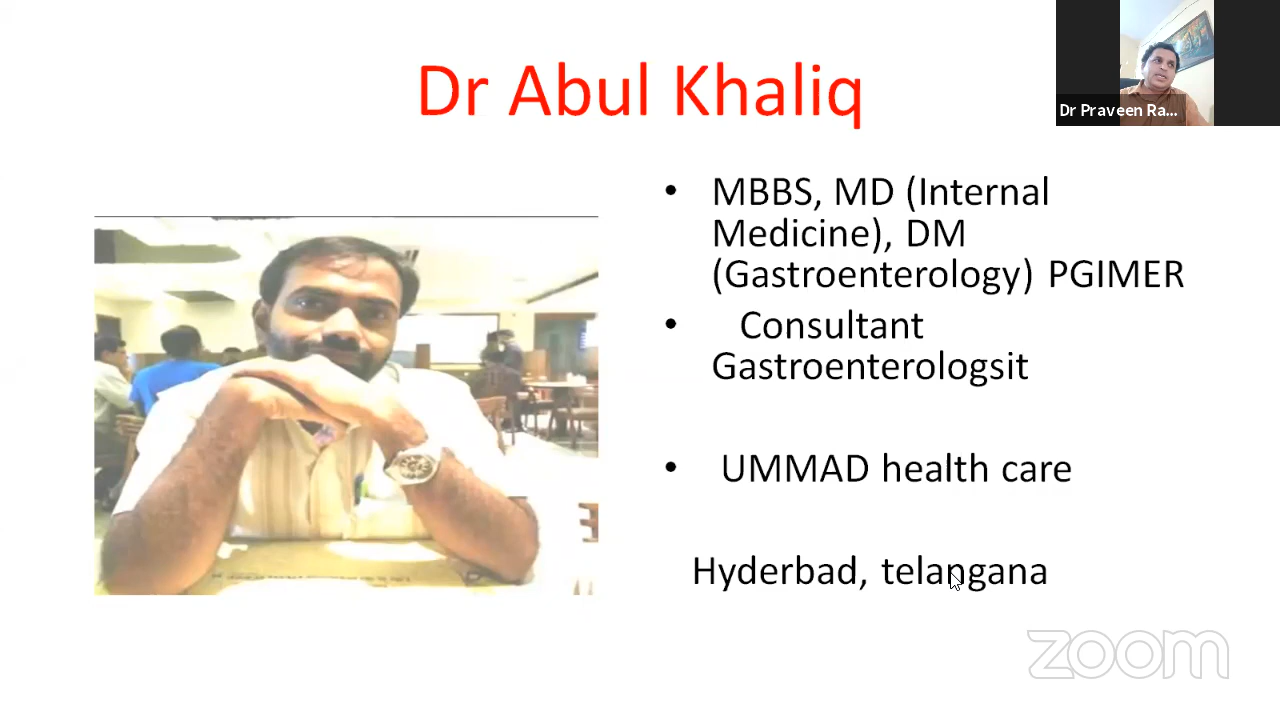 Dr Abul Khaliq
Dr Praveen Ra...
• MBBS, MD (Internal
Medicine), DM
(Gastroenterology) PGIMER
• Consultant
Gastroenterologsit
• UMMAD health care
Hyderbad, telangana
zoom